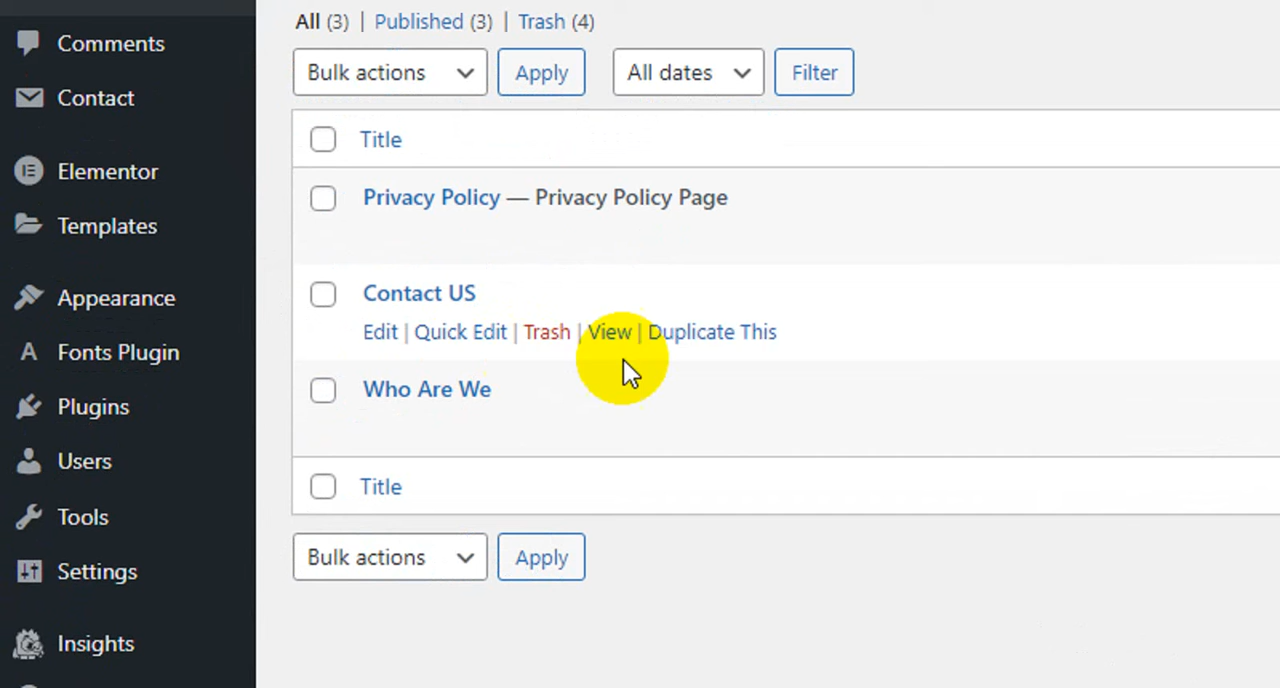 Comments
Contact
Elementor
Templates
Appearance
Fonts Plugin
Plugins
Users
Tools
Settings
Insights
All (3) | Published (3) | Trash (4)
Bulk actions Apply All dates Filter
Title
Privacy Policy — Privacy Policy Page
Contact US
Edit | Quick Edit | Trash | View | Duplicate This
Who Are We
Title
Bulk actions Apply